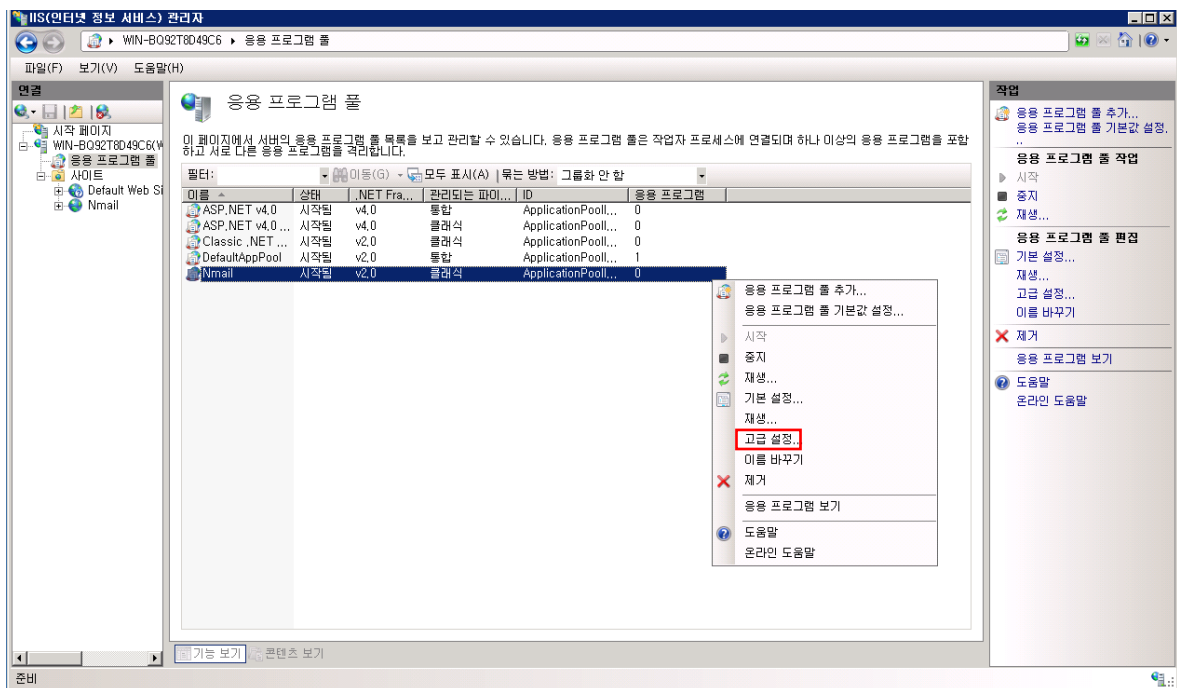 IIS(인터넷 정보 서비스) 관리자
WIN-BQ92T8D49C6 ▸ 응용 프로그램 풀
파일(F) 보기(V) 도움말(H)
연결
시작 페이지
WIN-BQ92T8D49C6(W
응용 프로그램 풀
사이트
Default Web Si
Nmail
응용 프로그램 풀
이 페이지에서 서버의 응용 프로그램 풀 목록을 보고 관리할 수 있습니다. 응용 프로그램 풀은 작업자 프로세스에 연결되며 하나 이상의 응용 프로그램을 포함
하고 서로 다른 응용 프로그램을 격리합니다.
필터: 이동(G) 모두 표시(A) | 묶는 방법: 그룹화 안 함
이름 상태 .NET Fra... 관리되는 파이... ID 응용 프로그램
ASP.NET v4.0 시작됨 v4.0 통합 ApplicationPoolI... 0
ASP.NET v4.0 ... 시작됨 v4.0 클래식 ApplicationPoolI... 0
Classic .NET ... 시작됨 v2.0 클래식 ApplicationPoolI... 0
DefaultAppPool 시작됨 v2.0 통합 ApplicationPoolI... 1
Nmail 시작됨 v2.0 클래식 ApplicationPoolI... 0
응용 프로그램 풀 추가...
응용 프로그램 풀 기본값 설정...
시작
중지
재생...
기본 설정...
재생...
고급 설정...
이름 바꾸기
제거
응용 프로그램 보기
도움말
온라인 도움말
기능 보기 콘텐츠 보기
작업
응용 프로그램 풀 추가...
응용 프로그램 풀 기본값 설정.
..
응용 프로그램 풀 작업
시작
중지
재생...
응용 프로그램 풀 편집
기본 설정...
재생...
고급 설정...
이름 바꾸기
제거
응용 프로그램 보기
도움말
온라인 도움말
준비